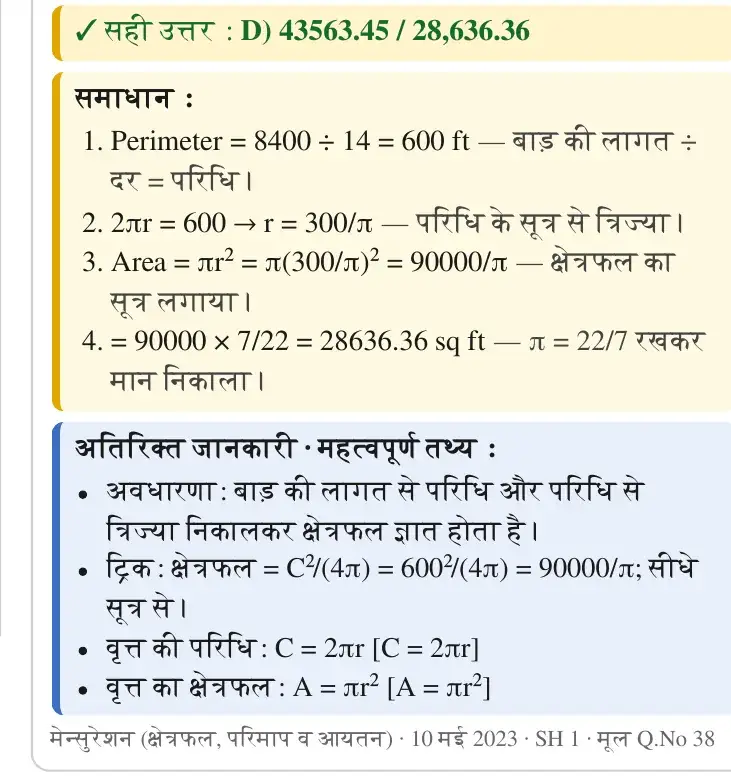 ✓ सही उत्तर : D) 43563.45 / 28,636.36
समाधान :
1. Perimeter = 8400 ÷ 14 = 600 ft — बाड़ की लागत ÷
दर = परिधि।
2. 2πr = 600 → r = 300/π — परिधि के सूत्र से त्रिज्या।
3. Area = πr² = π(300/π)² = 90000/π — क्षेत्रफल का
सूत्र लगाया।
4. = 90000 × 7/22 = 28636.36 sq ft — π = 22/7 रखकर
मान निकाला।
अतिरिक्त जानकारी · महत्वपूर्ण तथ्य :
• अवधारणा: बाड़ की लागत से परिधि और परिधि से
त्रिज्या निकालकर क्षेत्रफल ज्ञात होता है।
• ट्रिक: क्षेत्रफल = C²/(4π) = 600²/(4π) = 90000/π; सीधे
सूत्र से।
• वृत्त की परिधि: C = 2πr [C = 2πr]
• वृत्त का क्षेत्रफल: A = πr² [A = πr²]
मेन्सुरेशन (क्षेत्रफल, परिमाप व आयतन) · 10 मई 2023 · SH 1 · मूल Q.No 38